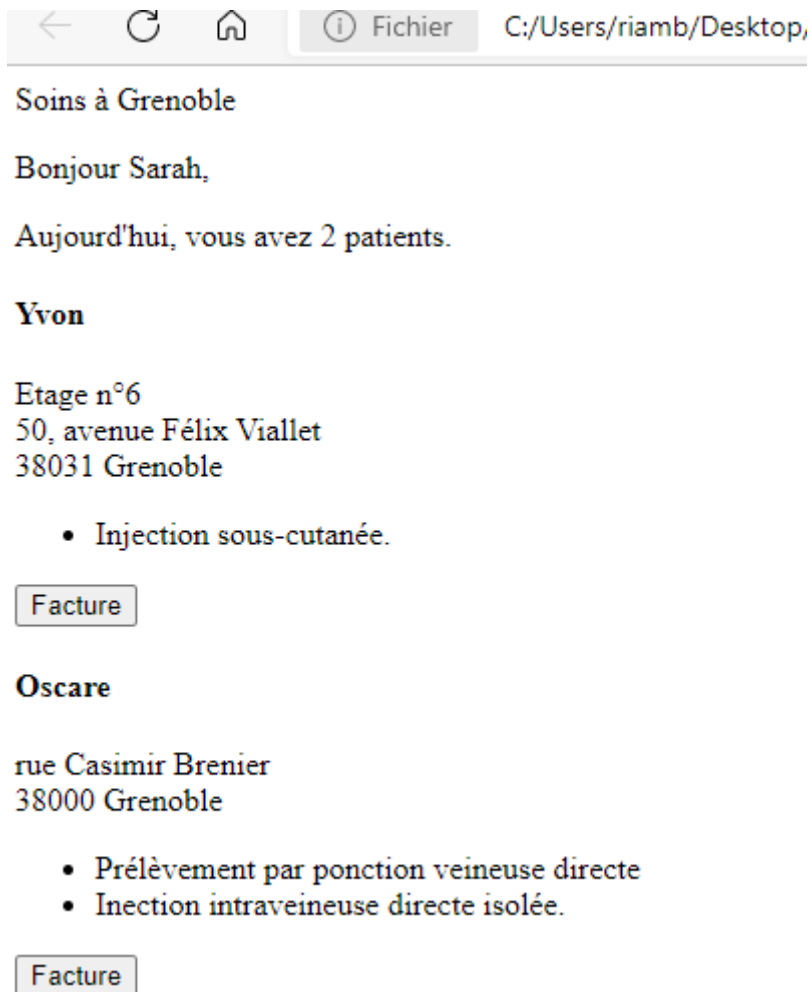 Fichier C:/Users/riamb/Desktop/
Soins à Grenoble
Bonjour Sarah,
Aujourd'hui, vous avez 2 patients.
Yvon
Etage n°6
50, avenue Félix Viallet
38031 Grenoble
• Injection sous-cutanée.
Facture
Oscare
rue Casimir Brenier
38000 Grenoble
• Prélèvement par ponction veineuse directe
• Inection intraveineuse directe isolée.
Facture